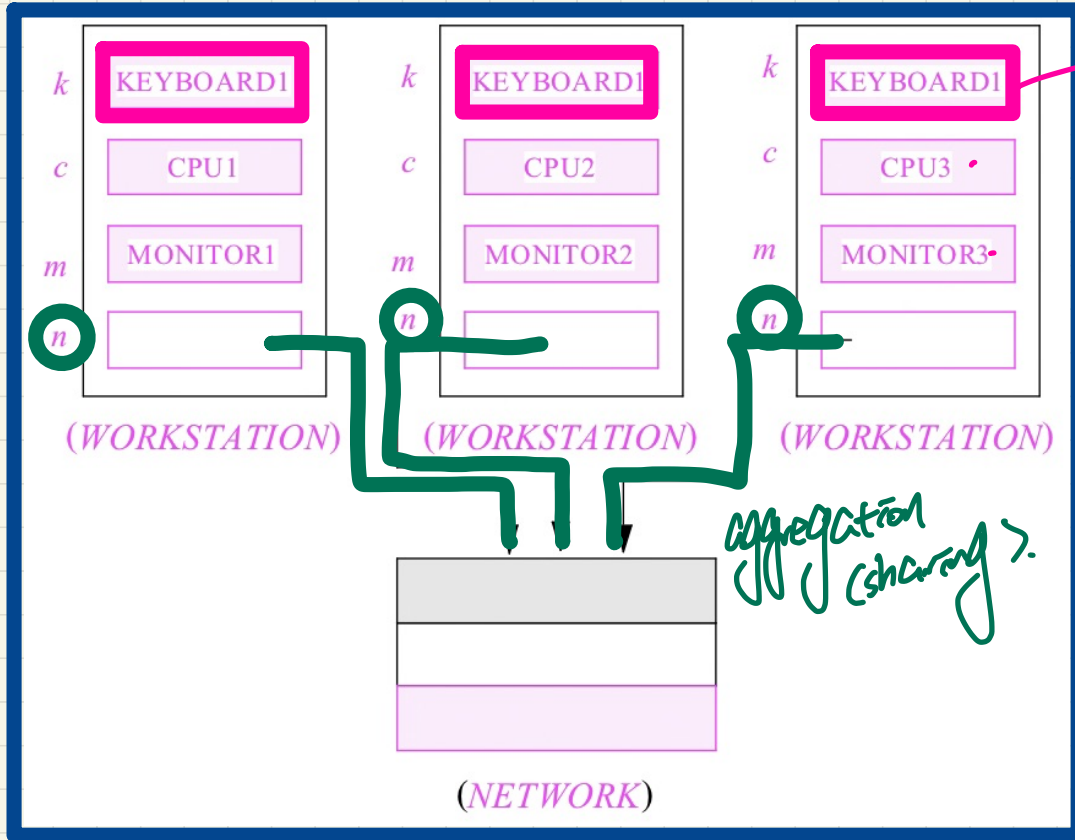 k KEYBOARD1 k KEYBOARD1 k KEYBOARD1
c CPU1 c CPU2 c CPU3
m MONITOR1 m MONITOR2 m MONITOR3
n n n
(WORKSTATION) (WORKSTATION) (WORKSTATION)
aggregation
(sharing).
(NETWORK)